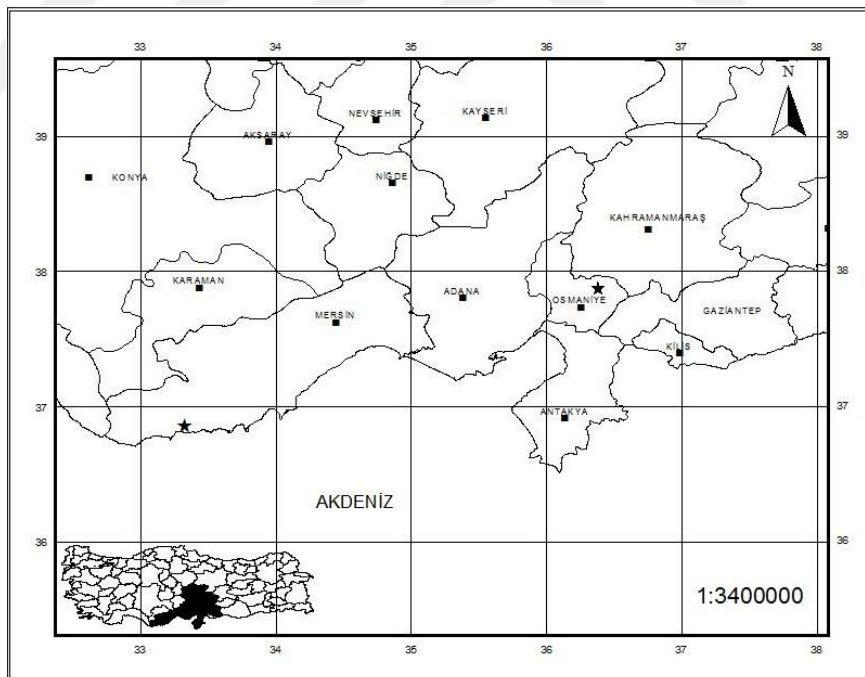 33 34 35 36 37 38
N
NEVŞEHİR KAYSERİ
39 AKSARAY 39
KONYA NİĞDE
KAHRAMANMARAŞ
38 38
KARAMAN ADANA OSMANİYE
MERSİN GAZİANTEP
KİLİS
37 ANTAKYA 37
AKDENİZ
36 36
1:3400000
33 34 35 36 37 38